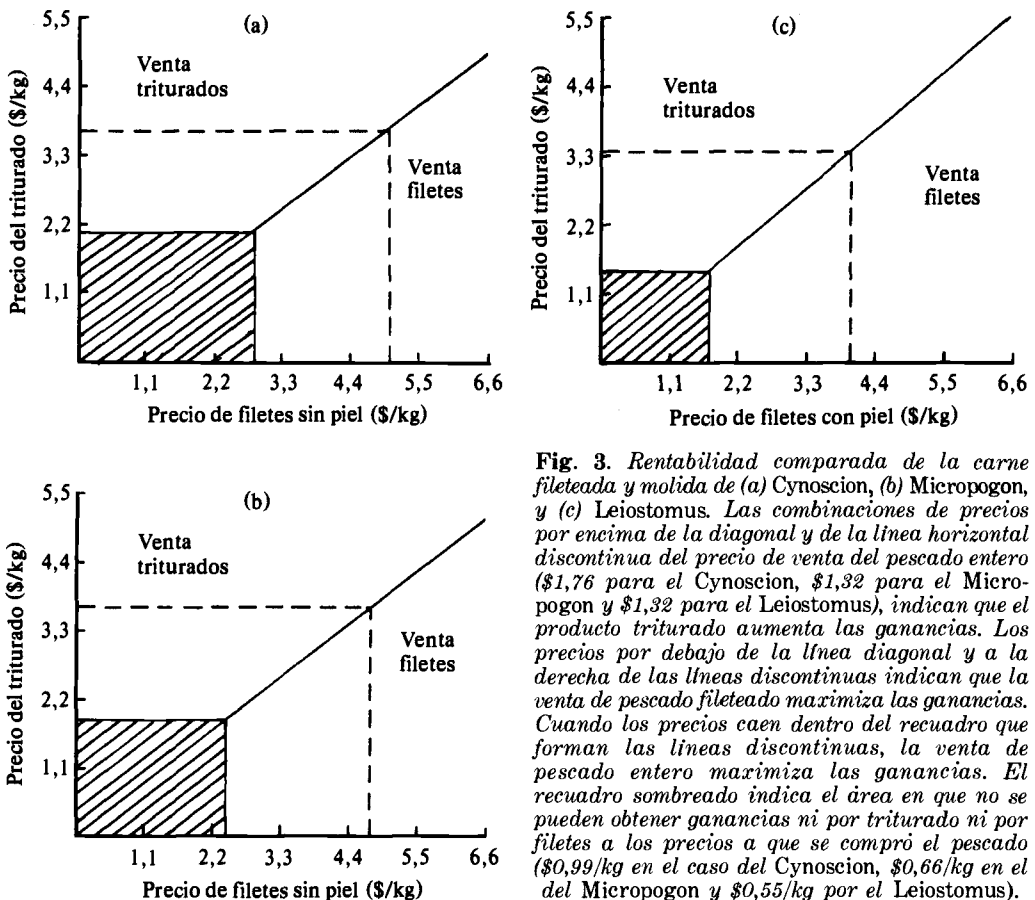 (a)
5,5
4,4
3,3
2,2
1,1
Precio del triturado ($/kg)
Venta
triturados
Venta
filetes
1,1 2,2 3,3 4,4 5,5 6,6
Precio de filetes sin piel ($/kg)
(c)
5,5
4,4
3,3
2,2
1,1
Precio del triturado ($/kg)
Venta
triturados
Venta
filetes
1,1 2,2 3,3 4,4 5,5 6,6
Precio de filetes con piel ($/kg)
(b)
5,5
4,4
3,3
2,2
1,1
Precio del triturado ($/kg)
Venta
triturados
Venta
filetes
1,1 2,2 3,3 4,4 5,5 6,6
Precio de filetes sin piel ($/kg)
Fig. 3. Rentabilidad comparada de la carne
fileteada y molida de (a) Cynoscion, (b) Micropogon,
y (c) Leiostomus. Las combinaciones de precios
por encima de la diagonal y de la línea horizontal
discontinua del precio de venta del pescado entero
($1,76 para el Cynoscion, $1,32 para el Micro-
pogon y $1,32 para el Leiostomus), indican que el
producto triturado aumenta las ganancias. Los
precios por debajo de la línea diagonal y a la
derecha de las líneas discontinuas indican que la
venta de pescado fileteado maximiza las ganancias.
Cuando los precios caen dentro del recuadro que
forman las líneas discontinuas, la venta de
pescado entero maximiza las ganancias. El
recuadro sombreado indica el área en que no se
pueden obtener ganancias ni por triturado ni por
filetes a los precios a que se compró el pescado
($0,99/kg en el caso del Cynoscion, $0,66/kg en el
del Micropogon y $0,55/kg por el Leiostomus).